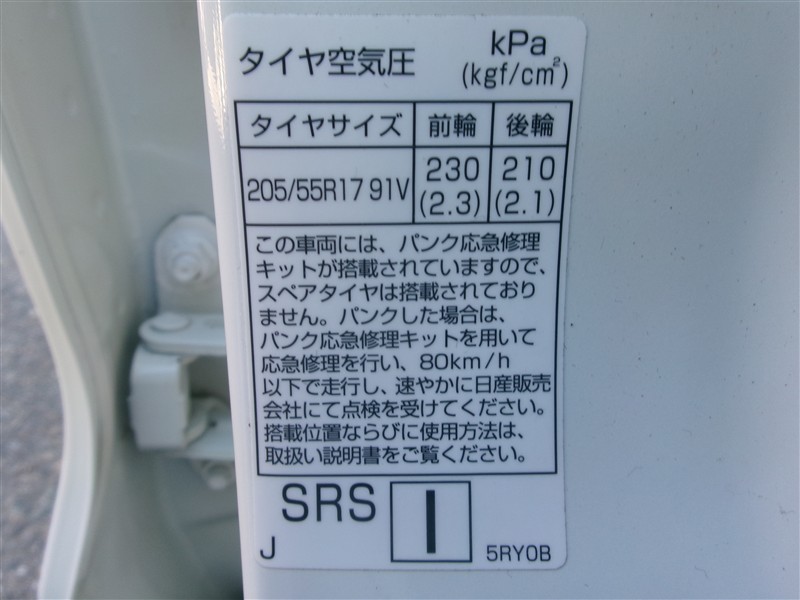 タイヤ空気圧 kPa
(kgf/cm²)
タイヤサイズ 前輪 後輪
205/55R17 91V 230 210
(2.3) (2.1)
この車両には、パンク応急修理
キットが搭載されていますので、
スペアタイヤは搭載されており
ません。パンクした場合は、
パンク応急修理キットを用いて
応急修理を行い、80km/h
以下で走行し、速やかに日産販売
会社にて点検を受けてください。
搭載位置ならびに使用方法は、
取扱い説明書をご覧ください。
SRS I
J 5RY0B